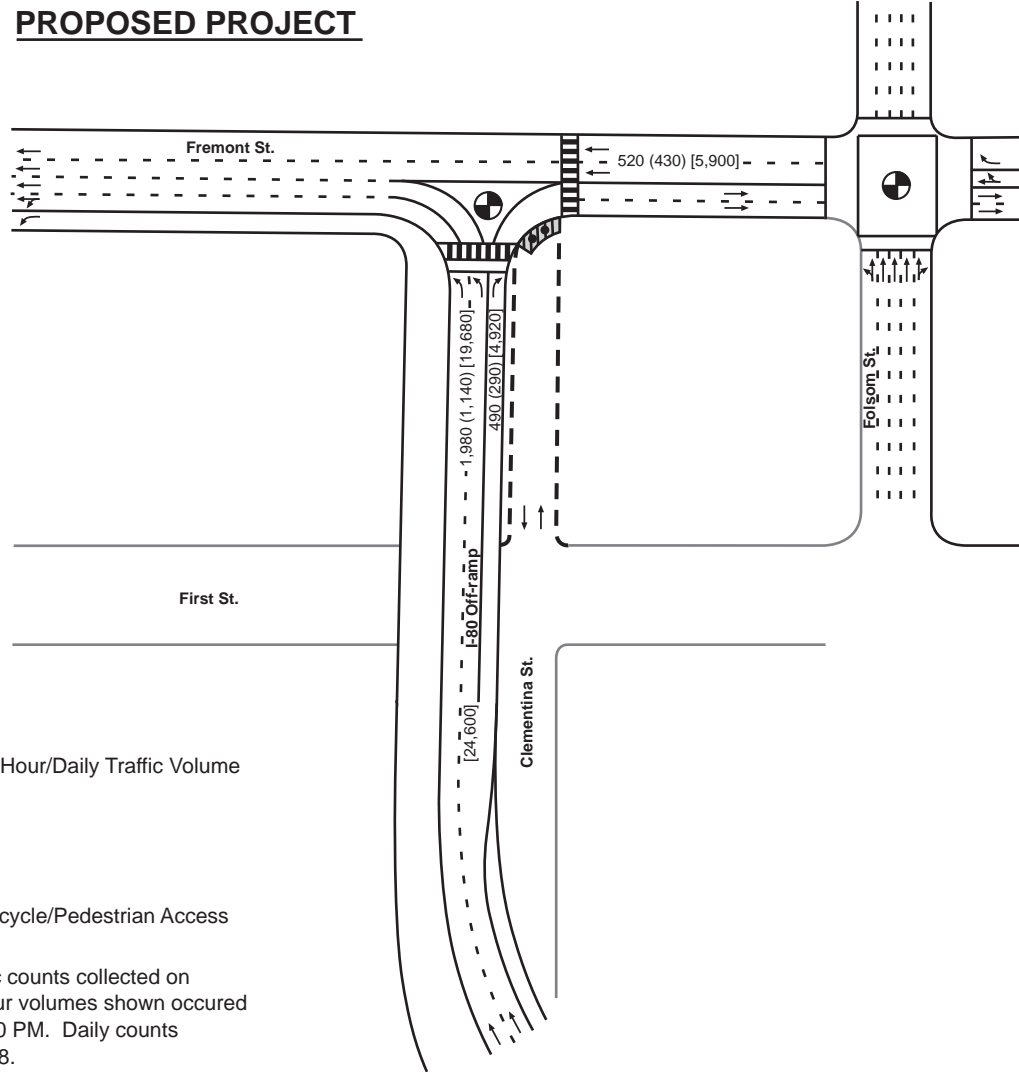 PROPOSED PROJECT
Fremont St.
520 (430) [5,900]
1,980 (1,140) [19,680]
490 (290) [4,920]
Folsom St.
First St.
I-80 Off-ramp
Clementina St.
[24,600]
Hour/Daily Traffic Volume
cycle/Pedestrian Access
c counts collected on
ur volumes shown occured
0 PM. Daily counts
8.